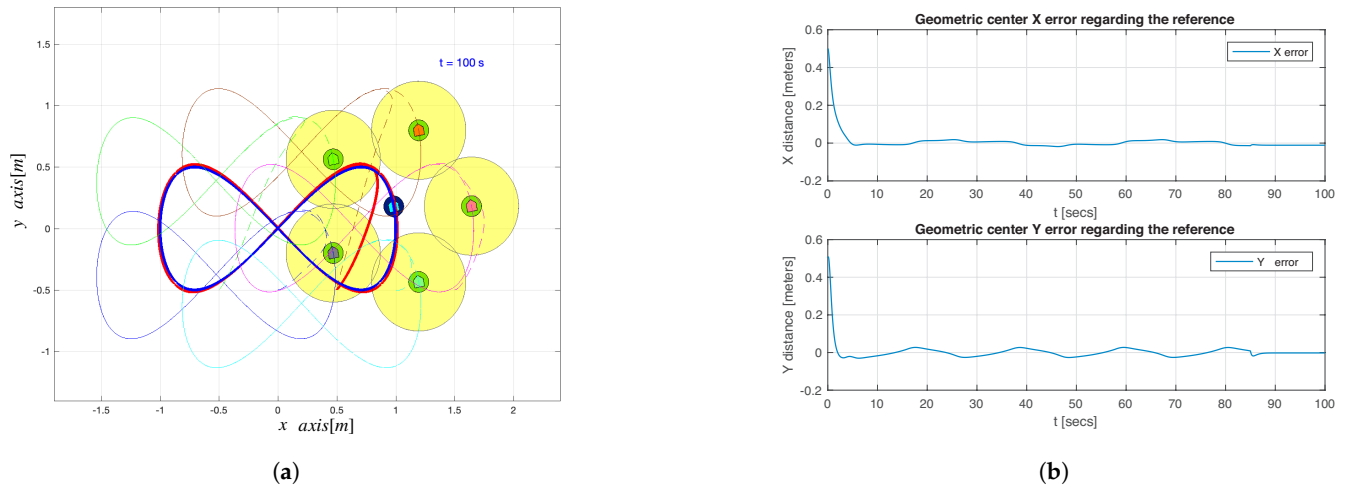 t = 100 s
1.5
1
0.5
0
-0.5
-1
-1.5
-1
-0.5
0
0.5
1
1.5
2
y axis[m]
x axis[m]
(a)
Geometric center X error regarding the reference
X error
0.6
0.4
0.2
0
-0.2
X distance [meters]
0 10 20 30 40 50 60 70 80 90 100
t [secs]
Geometric center Y error regarding the reference
Y error
0.6
0.4
0.2
0
-0.2
Y distance [meters]
0 10 20 30 40 50 60 70 80 90 100
t [secs]
(b)